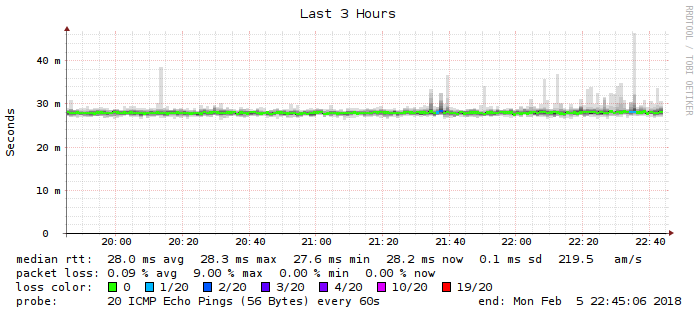 Last 3 Hours
RRDTOOL / TOBI OETIKER
Seconds
40 m
30 m
20 m
10 m
0
20:00 20:20 20:40 21:00 21:20 21:40 22:00 22:20 22:40
median rtt: 28.0 ms avg 28.3 ms max 27.6 ms min 28.2 ms now 0.1 ms sd 219.5 am/s
packet loss: 0.09 % avg 9.00 % max 0.00 % min 0.00 % now
loss color: 0 1/20 2/20 3/20 4/20 10/20 19/20
probe: 20 ICMP Echo Pings (56 Bytes) every 60s end: Mon Feb 5 22:45:06 2018